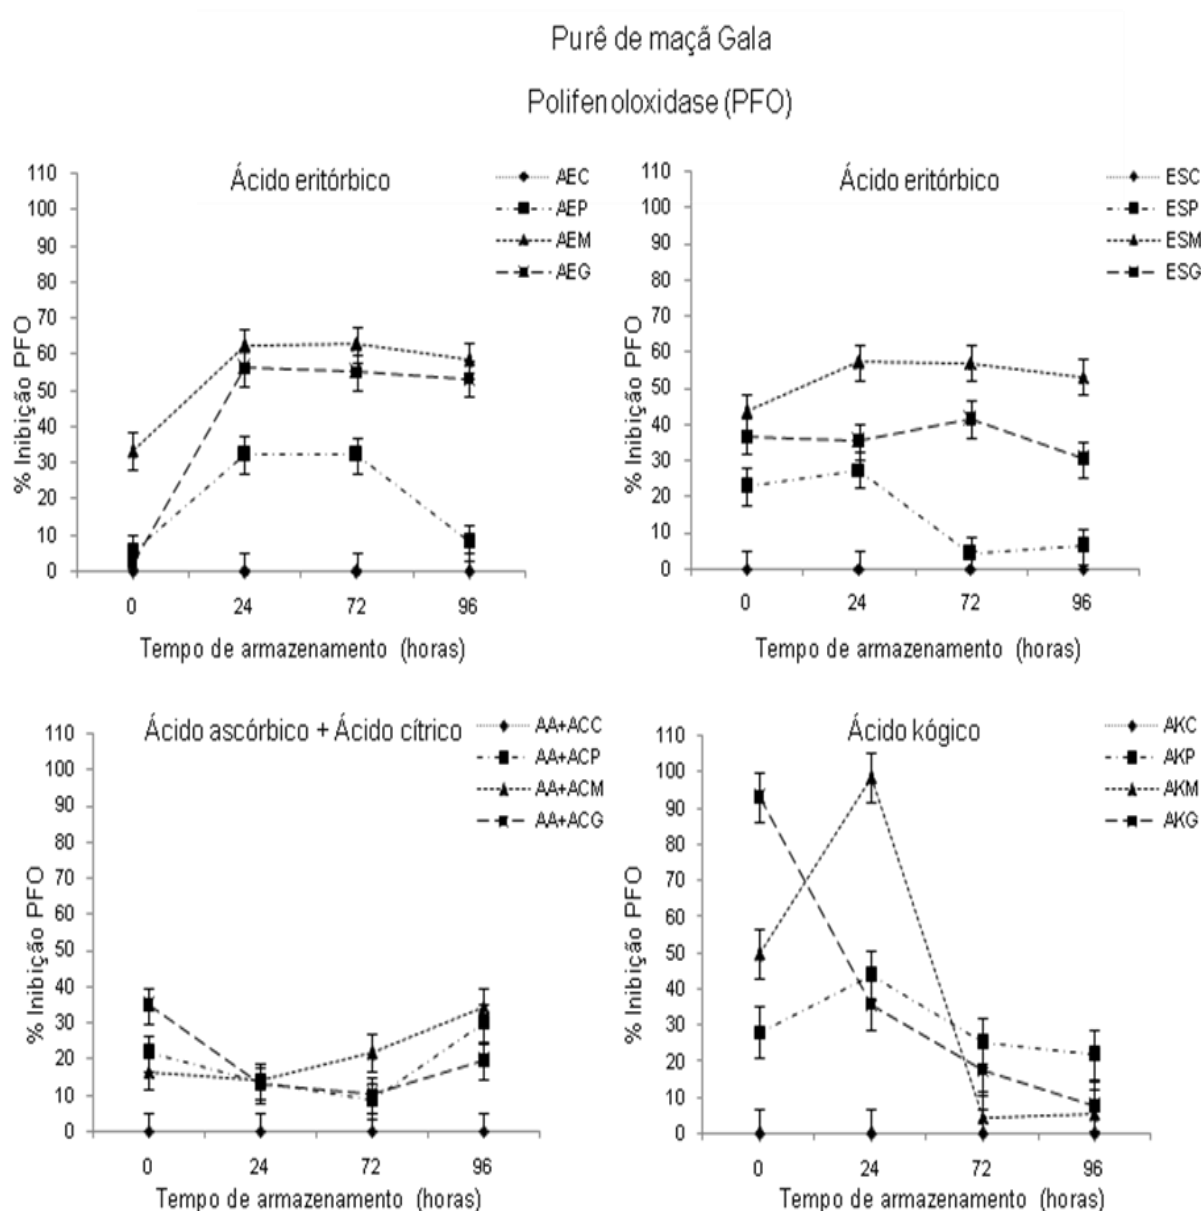 Purê de maçã Gala
Polifenoloxidase (PFO)
Ácido eritórbico
AEC
AEP
AEM
AEG
% Inibição PFO
110
100
90
80
70
60
50
40
30
20
10
0
0 24 72 96
Tempo de armazenamento (horas)
Ácido eritórbico
ESC
ESP
ESM
ESG
% Inibição PFO
110
100
90
80
70
60
50
40
30
20
10
0
0 24 72 96
Tempo de armazenamento (horas)
Ácido ascórbico + Ácido cítrico
AA+ACC
AA+ACP
AA+ACM
AA+ACG
% Inibição PFO
110
100
90
80
70
60
50
40
30
20
10
0
0 24 72 96
Tempo de armazenamento (horas)
Ácido kógico
AKC
AKP
AKM
AKG
% Inibição PFO
110
100
90
80
70
60
50
40
30
20
10
0
0 24 72 96
Tempo de armazenamento (horas)